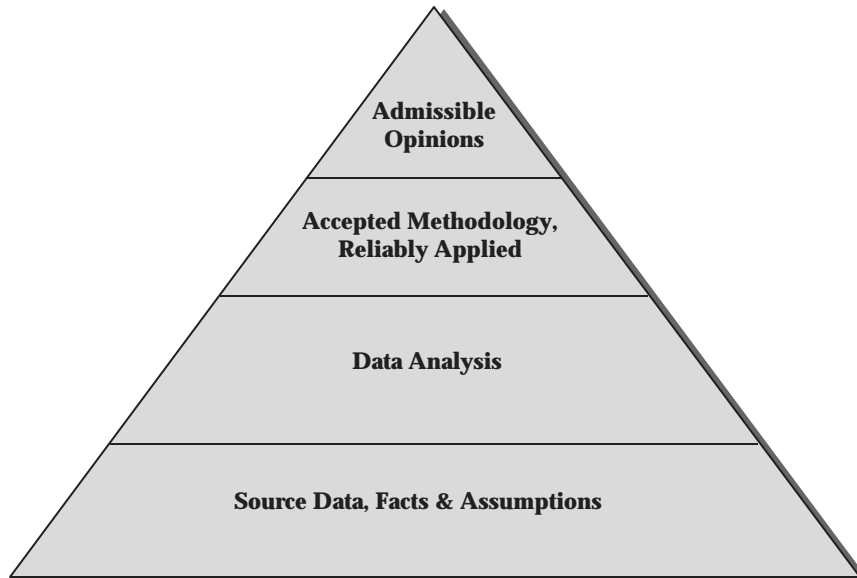 Admissible
Opinions
Accepted Methodology,
Reliably Applied
Data Analysis
Source Data, Facts & Assumptions